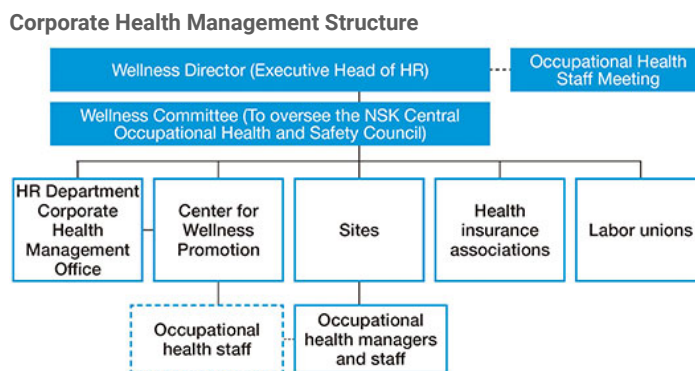 Corporate Health Management Structure
Wellness Director (Executive Head of HR)
Occupational Health
Staff Meeting
Wellness Committee (To oversee the NSK Central
Occupational Health and Safety Council)
HR Department
Corporate
Health
Management
Office
Center for
Wellness
Promotion
Sites
Health
insurance
associations
Labor unions
Occupational
health staff
Occupational
health managers
and staff